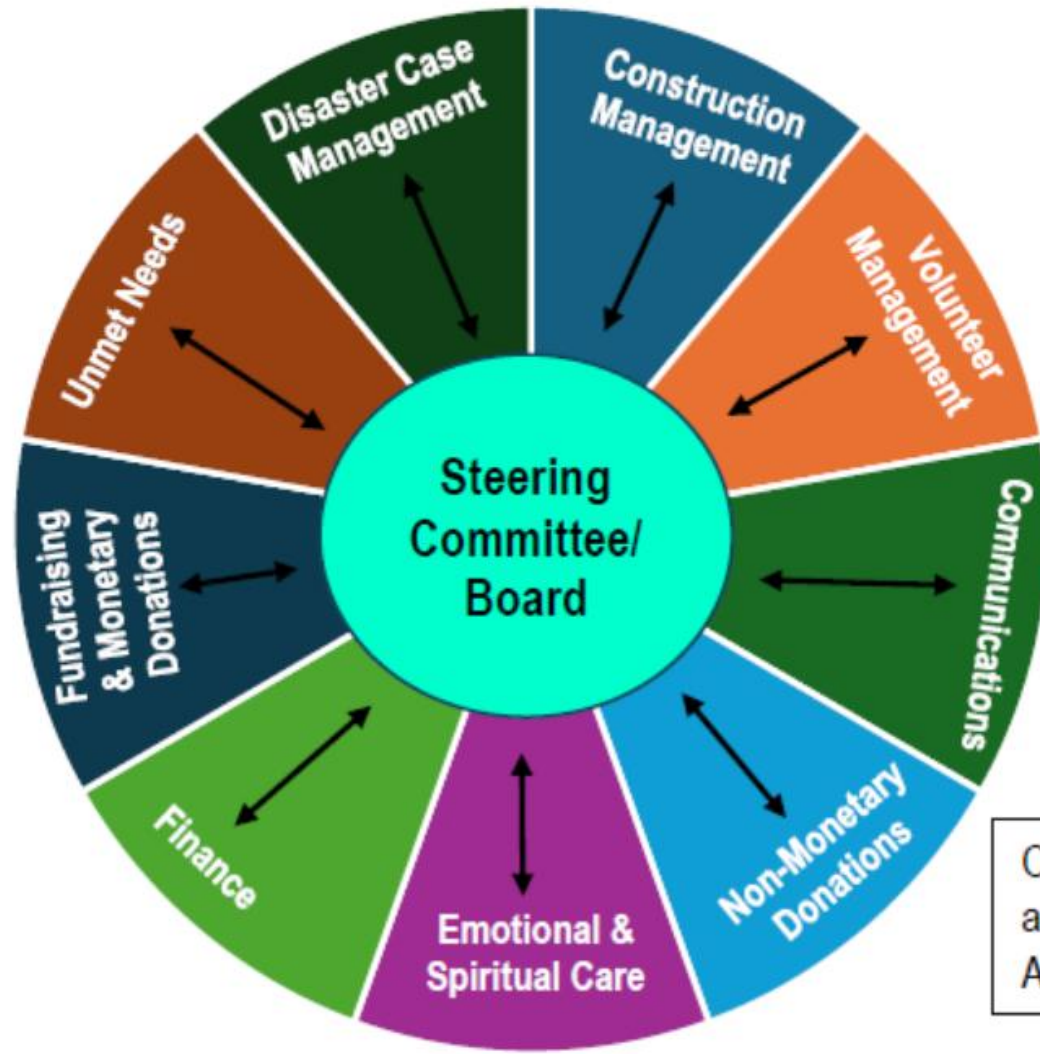 Disaster Case
Management
Construction
Management
Volunteer
Management
Communications
Non-Monetary
Donations
Emotional &
Spiritual Care
Finance
Fundraising
& Monetary
Donations
Unmet Needs
Steering
Committee/
Board